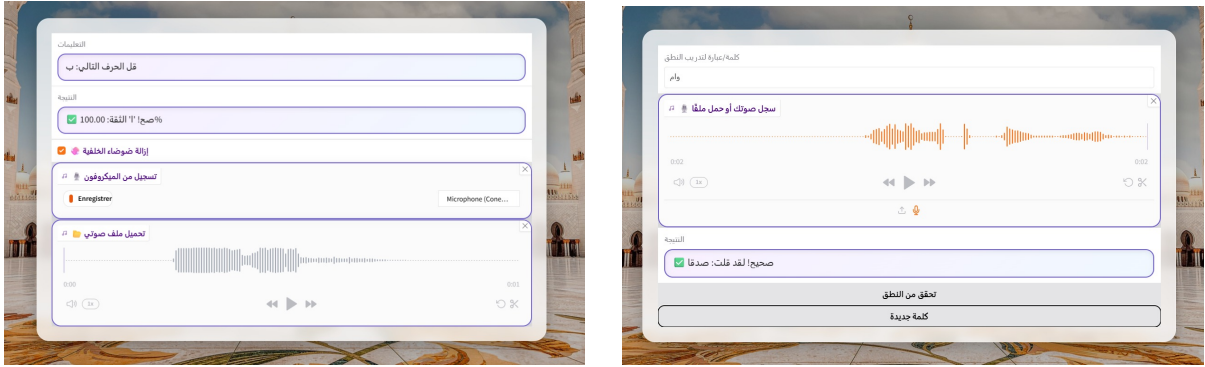 التعليمات
قل الحرف التالي: ب
النتيجة
%صح! 'ا' الثقة: 100.00 ✅
إزالة ضوضاء الخلفية
تسجيل من الميكروفون
Enregistrer
Microphone (Cone...
تحميل ملف صوتي
0:00
0:01
1x
كلمة/عبارة لتدريب النطق
وام
سجل صوتك أو حمل ملفًا
0:02
0:02
1x
النتيجة
صحيح! لقد قلت: صدقا ✅
تحقق من النطق
كلمة جديدة